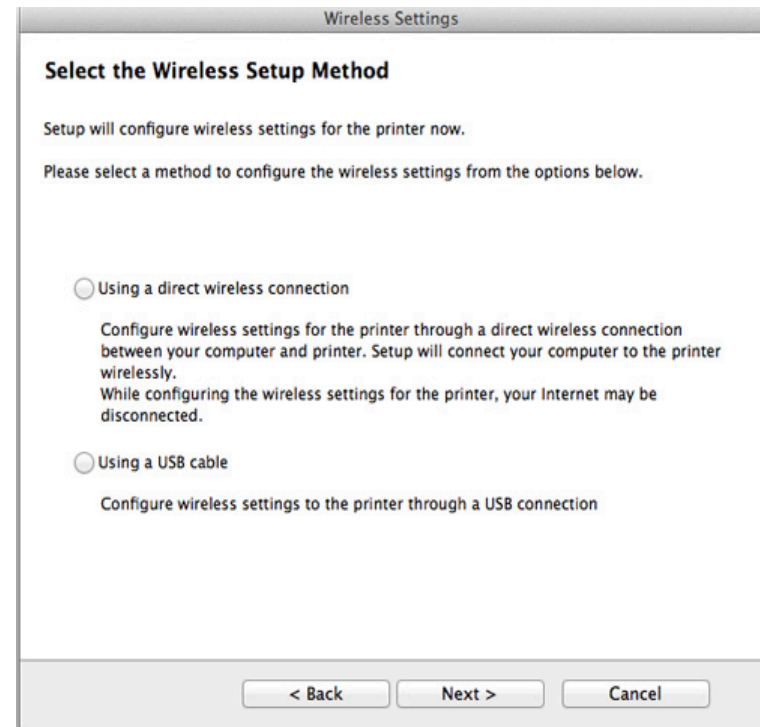 Wireless Settings
Select the Wireless Setup Method
Setup will configure wireless settings for the printer now.
Please select a method to configure the wireless settings from the options below.
Using a direct wireless connection
Configure wireless settings for the printer through a direct wireless connection
between your computer and printer. Setup will connect your computer to the printer
wirelessly.
While configuring the wireless settings for the printer, your Internet may be
disconnected.
Using a USB cable
Configure wireless settings to the printer through a USB connection
< Back Next > Cancel